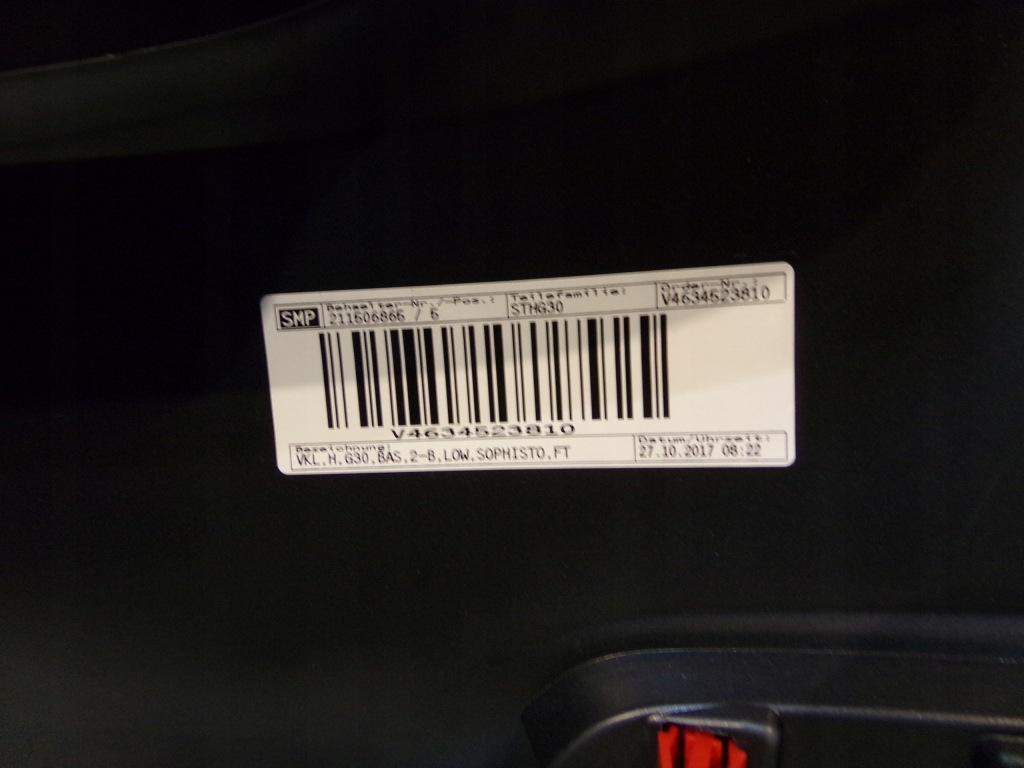 SMP
Behaelter-Nr./-Pos.:
211606866 / 6
Teilefamilie:
STHG30
Order-Nr.:
V4634523810
V4634523810
Bezeichnung:
VKL,H,G30,BAS,2-B,LOW,SOPHISTO,FT
Datum/Uhrzeit:
27.10.2017 08:22